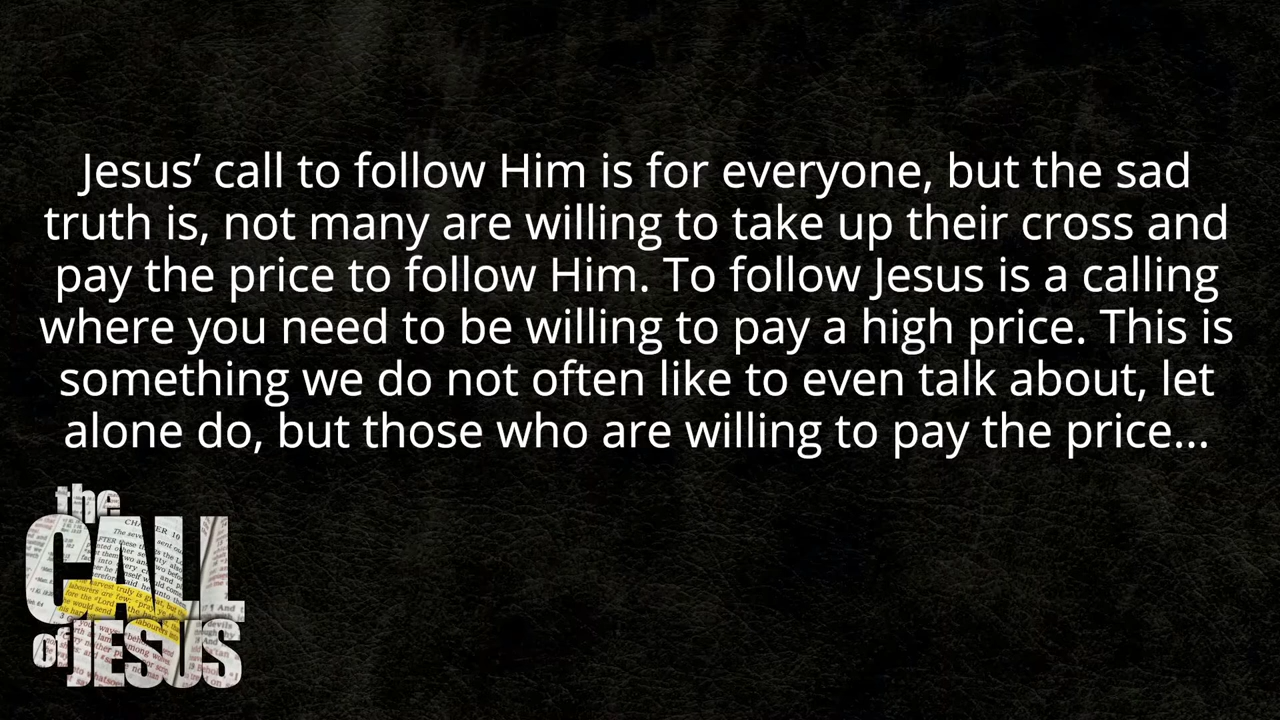 Jesus’ call to follow Him is for everyone, but the sad
truth is, not many are willing to take up their cross and
pay the price to follow Him. To follow Jesus is a calling
where you need to be willing to pay a high price. This is
something we do not often like to even talk about, let
alone do, but those who are willing to pay the price...
the
CALL
of JESUS